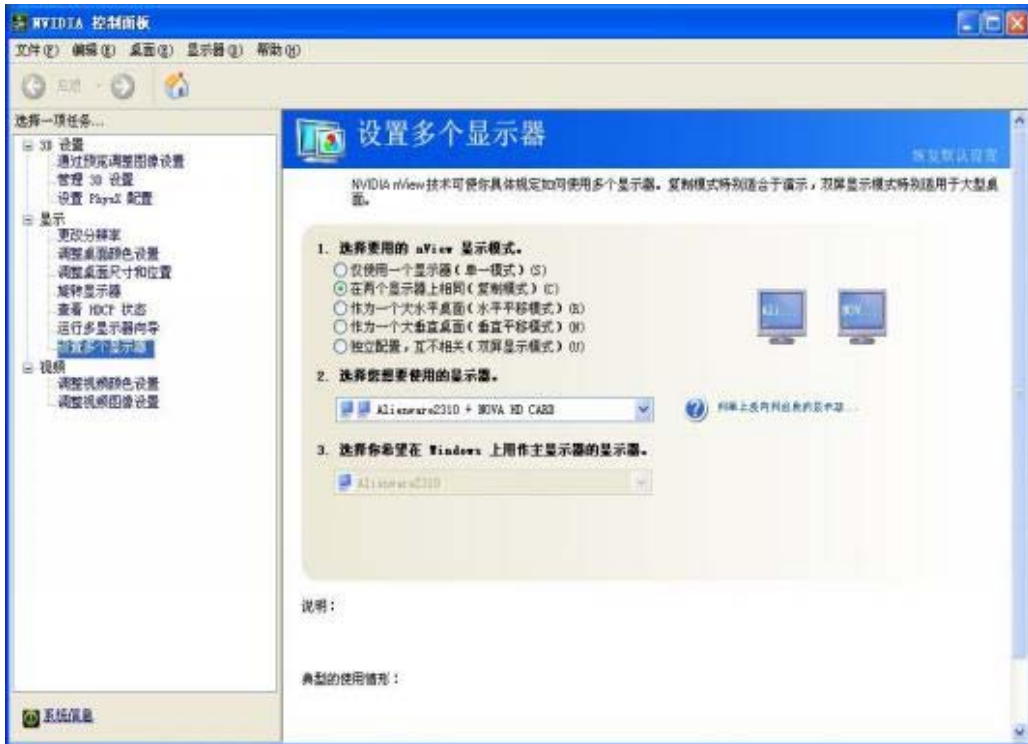 NVIDIA 控制面板
文件(F) 编辑(E) 桌面(K) 显示器(D) 帮助(H)
选择一项任务...
3D 设置
通过预览调整图像设置
管理 3D 设置
设置 PhysX 配置
显示
更改分辨率
调整桌面颜色设置
调整桌面尺寸和位置
旋转显示器
查看 HDCP 状态
运行多显示器向导
设置多个显示器
视频
调整视频颜色设置
调整视频图像设置
系统信息
设置多个显示器
恢复默认设置
NVIDIA nView 技术可使你具体规定如何使用多个显示器。复制模式特别适合于演示，双屏显示模式特别适用于大型桌
面。
1. 选择要用的 nView 显示模式。
仅使用一个显示器(单一模式)(S)
在两个显示器上相同(复制模式)(C)
作为一个大水平桌面(水平平移模式)(R)
作为一个大垂直桌面(垂直平移模式)(N)
独立配置，互不相关(双屏显示模式)(U)
Ali...
NOV...
2. 选择您想要使用的显示器。
Alienware2310 + NOVA HD CARD
3. 选择你希望在 Windows 上用作主显示器的显示器。
Alienware2310
说明：
典型的使用情形：